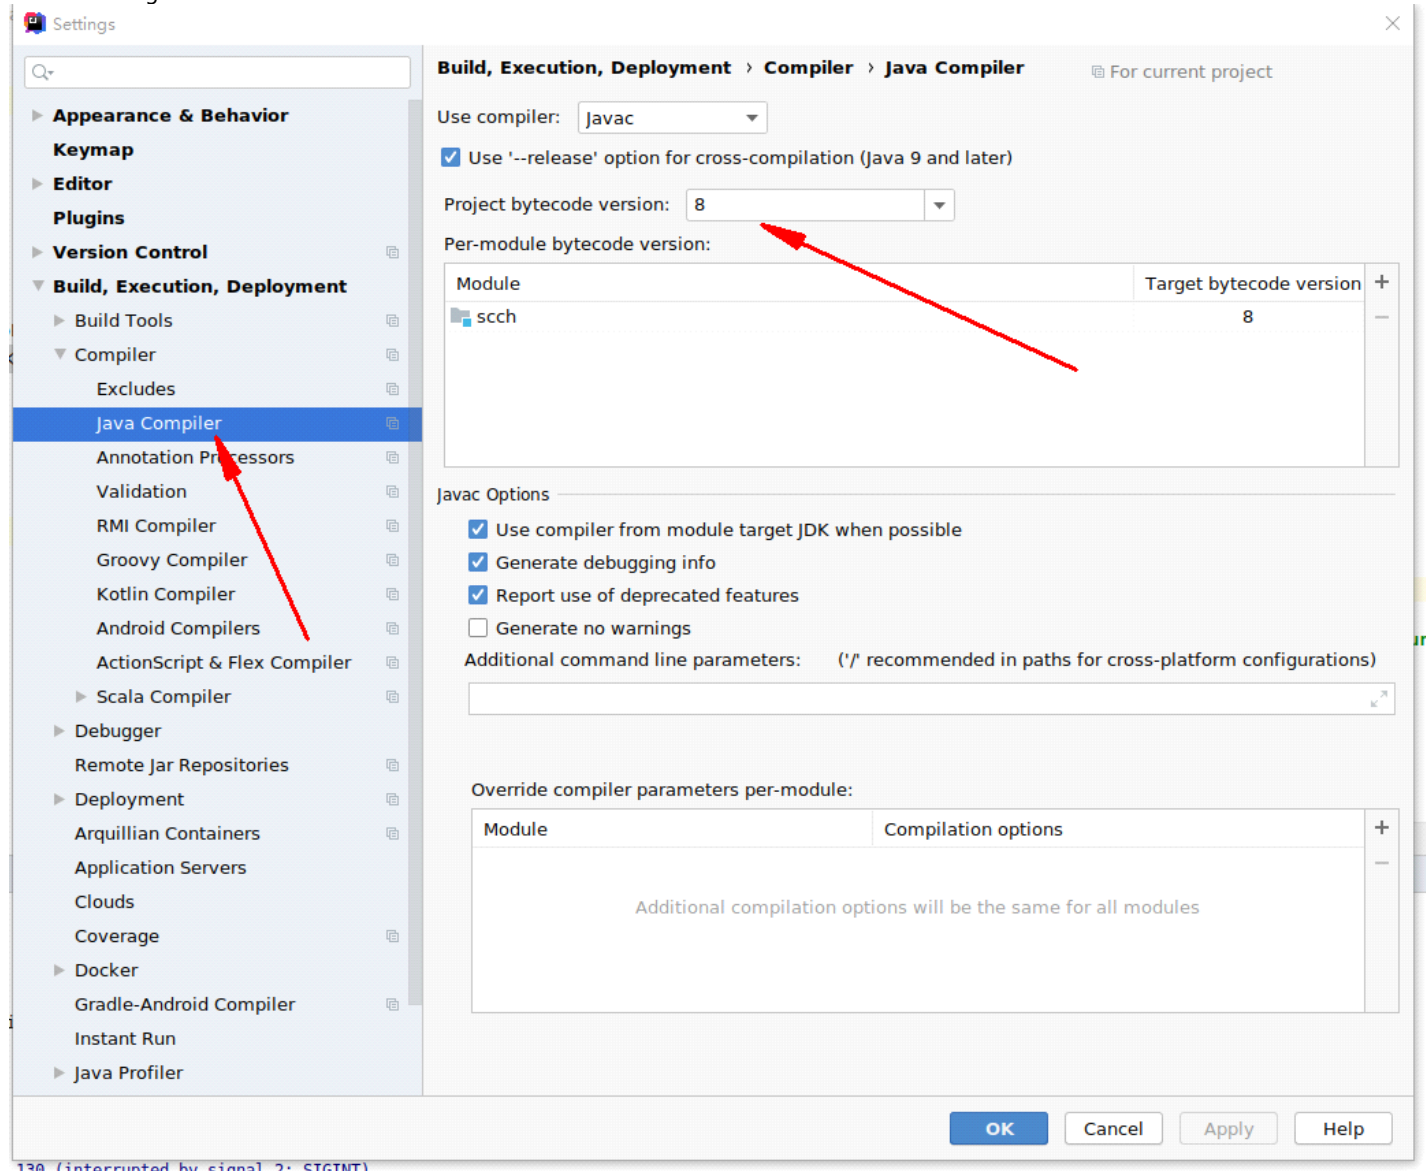 Settings
Build, Execution, Deployment › Compiler › Java Compiler
For current project
Appearance & Behavior
Keymap
Editor
Plugins
Version Control
Build, Execution, Deployment
Build Tools
Compiler
Excludes
Java Compiler
Annotation Processors
Validation
RMI Compiler
Groovy Compiler
Kotlin Compiler
Android Compilers
ActionScript & Flex Compiler
Scala Compiler
Debugger
Remote Jar Repositories
Deployment
Arquillian Containers
Application Servers
Clouds
Coverage
Docker
Gradle-Android Compiler
Instant Run
Java Profiler
Use compiler: Javac
Use '--release' option for cross-compilation (Java 9 and later)
Project bytecode version: 8
Per-module bytecode version:
Module Target bytecode version
scch 8
Javac Options
Use compiler from module target JDK when possible
Generate debugging info
Report use of deprecated features
Generate no warnings
Additional command line parameters: ('/' recommended in paths for cross-platform configurations)
Override compiler parameters per-module:
Module Compilation options
Additional compilation options will be the same for all modules
OK Cancel Apply Help
130 (interrupted by signal 2: SIGINT)